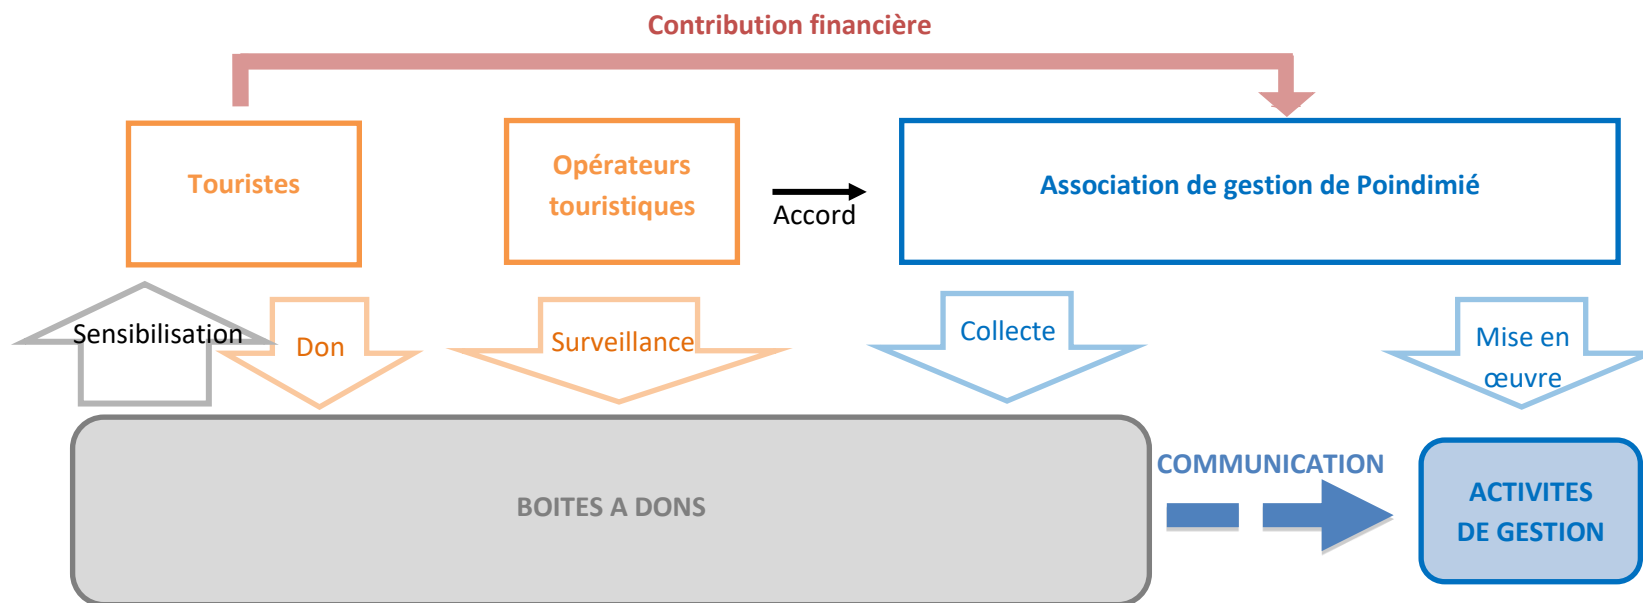 Contribution financière
Touristes
Opérateurs
touristiques
Accord
Association de gestion de Poindimié
Sensibilisation
Don
Surveillance
Collecte
Mise en
œuvre
BOITES A DONS
COMMUNICATION
ACTIVITES
DE GESTION